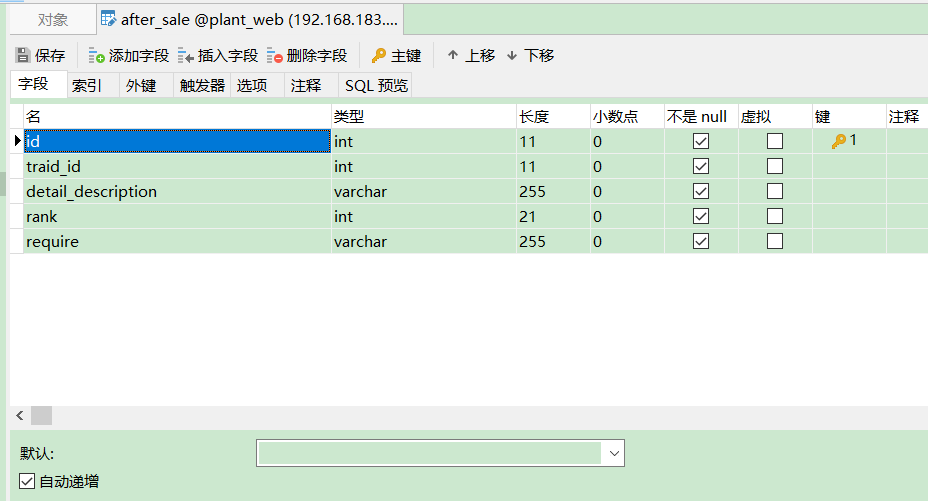 对象 after_sale @plant_web (192.168.183....
保存 添加字段 插入字段 删除字段 主键 上移 下移
字段 索引 外键 触发器 选项 注释 SQL 预览
名 类型 长度 小数点 不是 null 虚拟 键 注释
id int 11 0 1
traid_id int 11 0
detail_description varchar 255 0
rank int 21 0
require varchar 255 0
默认:
自动递增